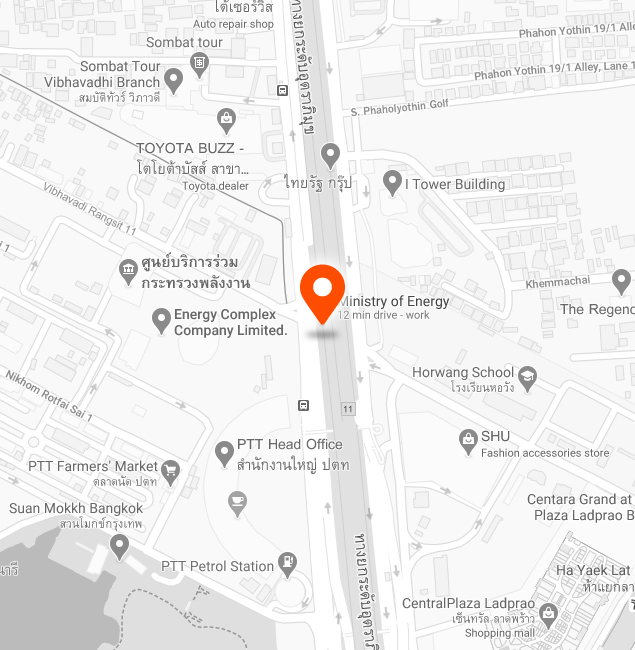 โต้เซอร์วิส
Auto repair shop
ทางยกระดับอุตราภิมุข
Phahon Yothin 19/1 Alley
Sombat tour
Sombat Tour
Vibhavadhi Branch
สมบัติทัวร์ วิภาวดี
Phahon Yothin 19/1 Alley, Lane 1
S. Phaholyothin Golf
TOYOTA BUZZ -
โตโยต้าบัสส์ สาขา...
Toyota dealer
ไทยรัฐ กรุ๊ป
I Tower Building
Vibhavadi Rangsit 11
ศูนย์บริการร่วม
กระทรวงพลังงาน
Khemmachai
Ministry of Energy
12 min drive - work
The Regenc
Energy Complex
Company Limited.
Horwang School
โรงเรียนหอวัง
Nikhom Rotfai Sai 1
11
SHU
Fashion accessories store
PTT Head Office
สำนักงานใหญ่ ปตท
PTT Farmers' Market
ตลาดนัด ปตท
Centara Grand at
Plaza Ladprao B
Suan Mokkh Bangkok
สวนโมกข์กรุงเทพ
PTT Petrol Station
Ha Yaek Lat
ห้าแยกลา
ทางยกระดับอุตราภิ
CentralPlaza Ladprao
เซ็นทรัล ลาดพร้าว
Shopping mall